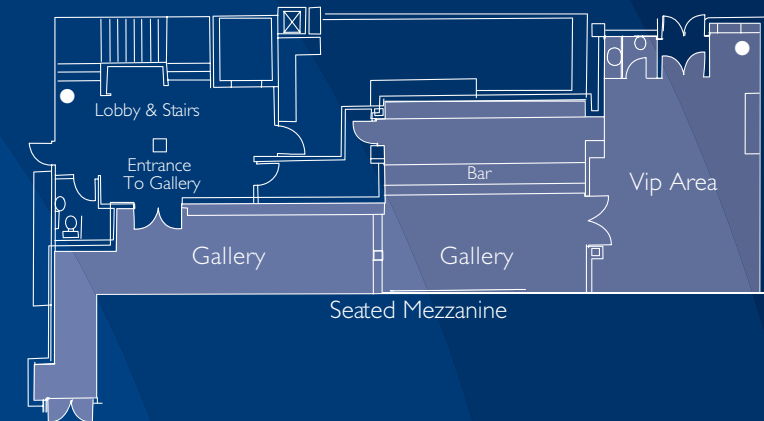 Lobby & Stairs
Entrance
To Gallery
Bar
Vip Area
Gallery
Gallery
Seated Mezzanine